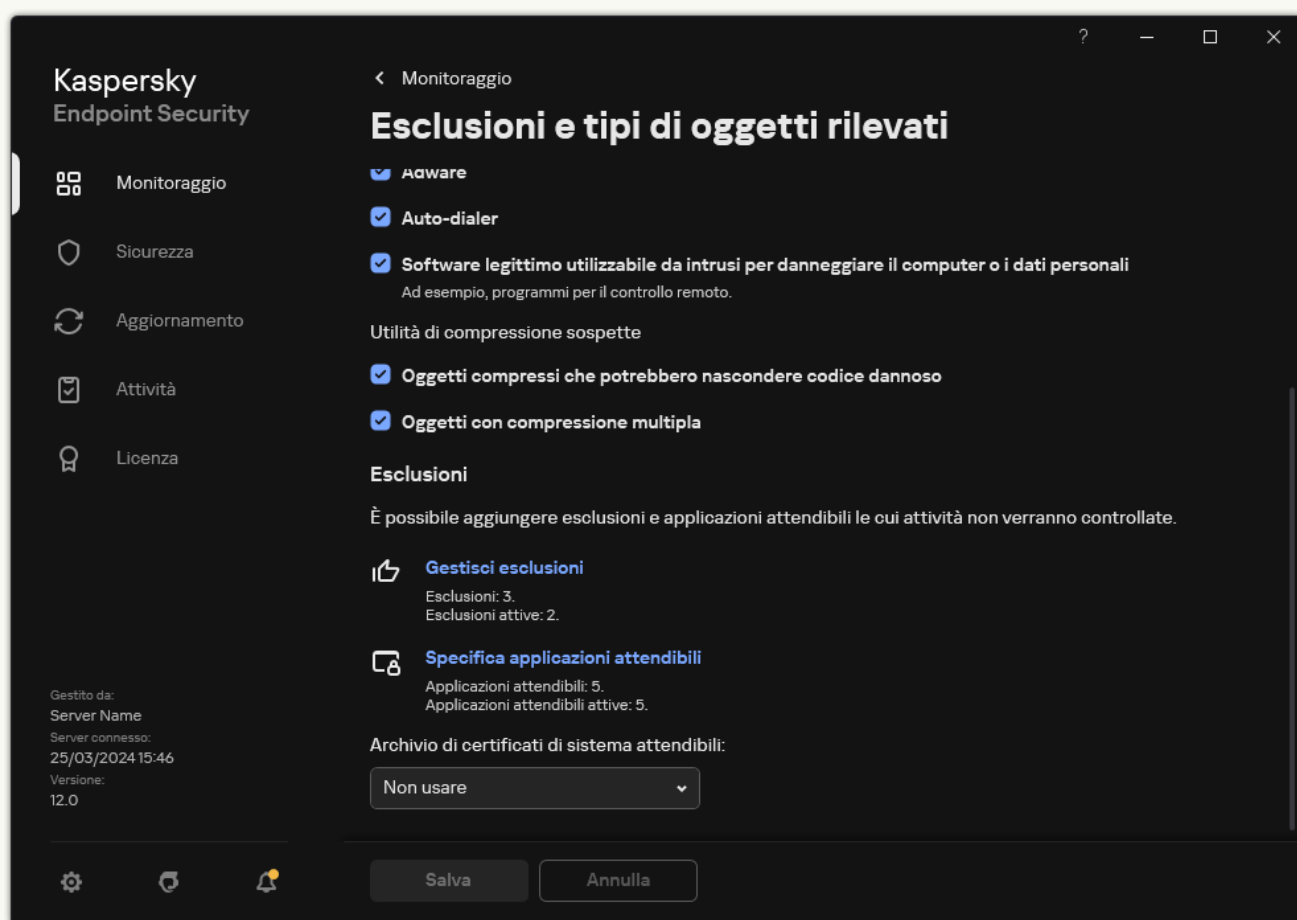 ?
Kaspersky
Endpoint Security
Monitoraggio
Sicurezza
Aggiornamento
Attività
Licenza
Gestito da:
Server Name
Server connesso:
25/03/2024 15:46
Versione:
12.0
Monitoraggio
Esclusioni e tipi di oggetti rilevati
Adware
Auto-dialer
Software legittimo utilizzabile da intrusi per danneggiare il computer o i dati personali
Ad esempio, programmi per il controllo remoto.
Utilità di compressione sospette
Oggetti compressi che potrebbero nascondere codice dannoso
Oggetti con compressione multipla
Esclusioni
È possibile aggiungere esclusioni e applicazioni attendibili le cui attività non verranno controllate.
Gestisci esclusioni
Esclusioni: 3.
Esclusioni attive: 2.
Specifica applicazioni attendibili
Applicazioni attendibili: 5.
Applicazioni attendibili attive: 5.
Archivio di certificati di sistema attendibili:
Non usare
Salva
Annulla